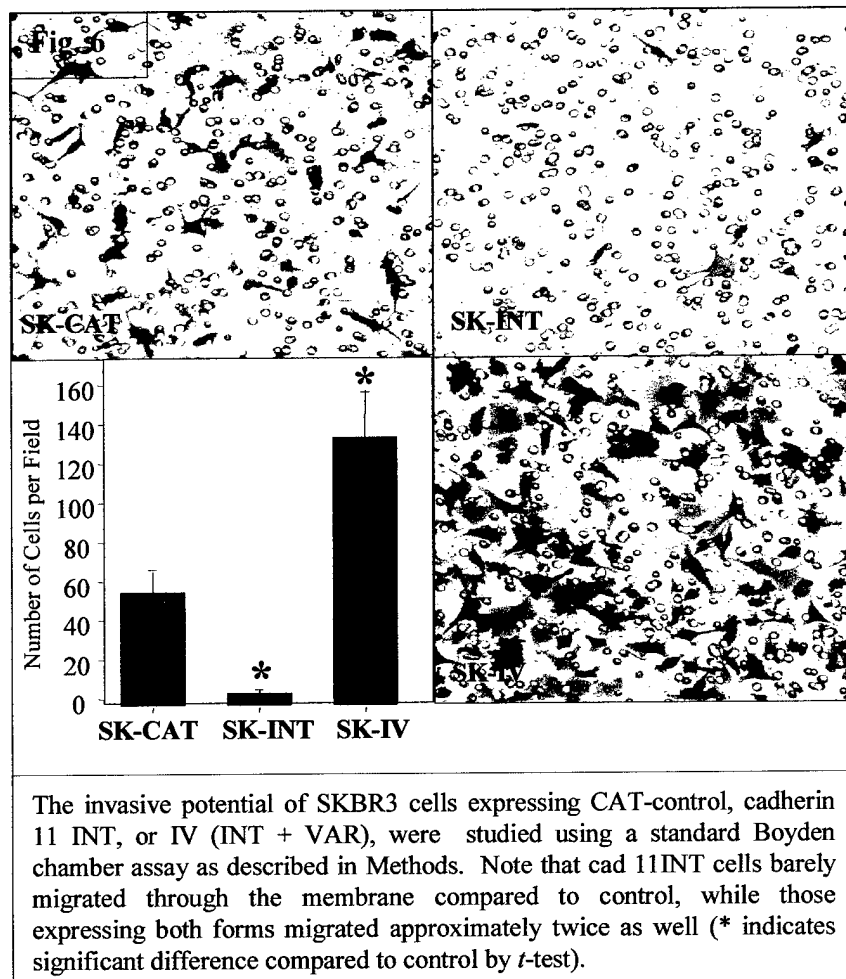 Fig. 6
SK-CAT
SK-INT
160
140
120
100
80
60
40
20
0
Number of Cells per Field
*
*
SK-CAT SK-INT SK-IV
SK-IV
The invasive potential of SKBR3 cells expressing CAT-control, cadherin
11 INT, or IV (INT + VAR), were studied using a standard Boyden
chamber assay as described in Methods. Note that cad 11INT cells barely
migrated through the membrane compared to control, while those
expressing both forms migrated approximately twice as well (* indicates
significant difference compared to control by t-test).